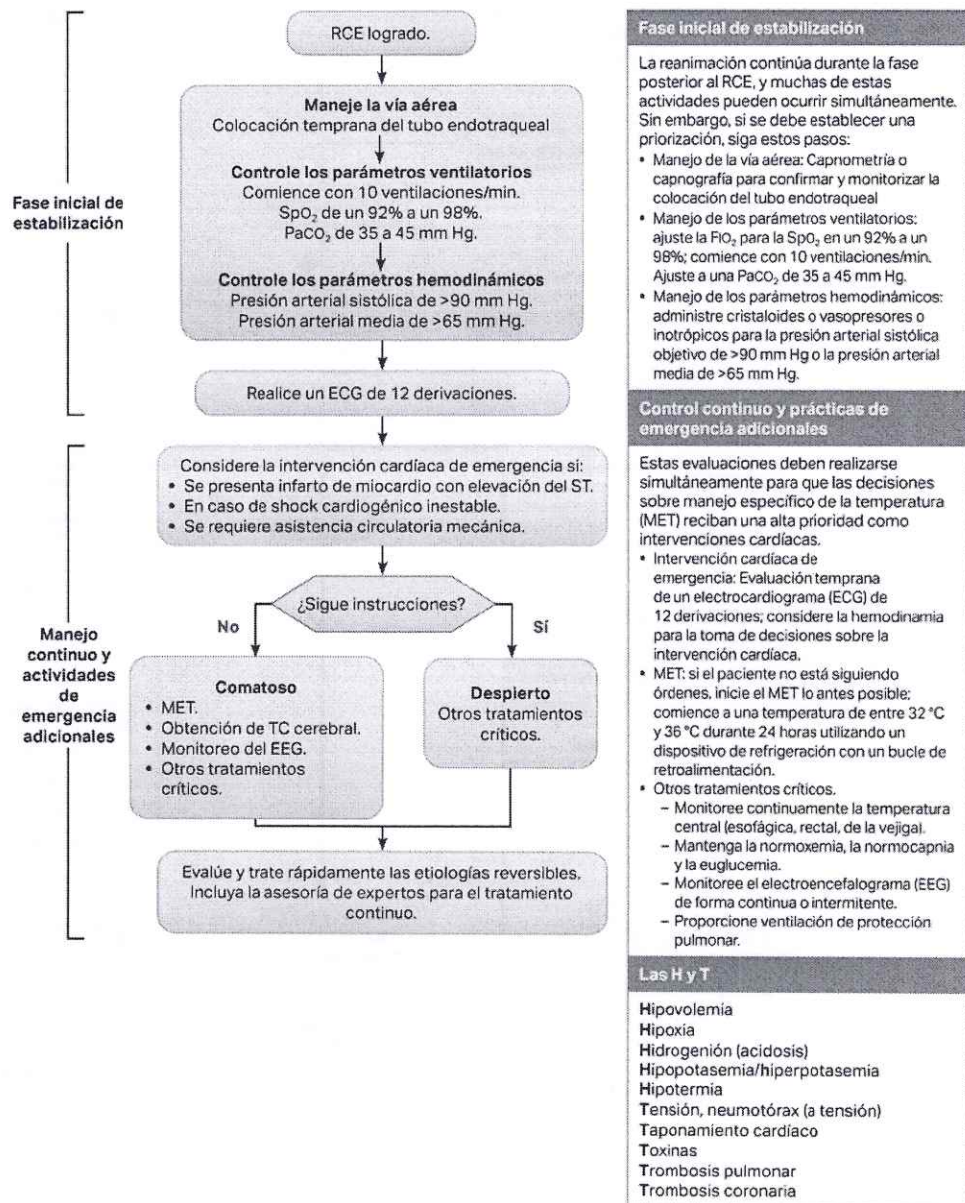 RCE logrado.
Maneje la vía aérea
Colocación temprana del tubo endotraqueal
Controle los parámetros ventilatorios
Comience con 10 ventilaciones/min.
SpO₂ de un 92% a un 98%.
PaCO₂ de 35 a 45 mm Hg.
Controle los parámetros hemodinámicos
Presión arterial sistólica de >90 mm Hg.
Presión arterial media de >65 mm Hg.
Realice un ECG de 12 derivaciones.
Fase inicial de
estabilización
Considere la intervención cardíaca de emergencia si:
• Se presenta infarto de miocardio con elevación del ST.
• En caso de shock cardiogénico inestable.
• Se requiere asistencia circulatoria mecánica.
¿Sigue instrucciones?
No
Sí
Comatoso
• MET.
• Obtención de TC cerebral.
• Monitoreo del EEG.
• Otros tratamientos
críticos.
Despierto
Otros tratamientos
críticos.
Manejo
continuo y
actividades
de
emergencia
adicionales
Evalúe y trate rápidamente las etiologías reversibles.
Incluya la asesoría de expertos para el tratamiento
continuo.
Fase inicial de estabilización
La reanimación continúa durante la fase
posterior al RCE, y muchas de estas
actividades pueden ocurrir simultáneamente.
Sin embargo, si se debe establecer una
priorización, siga estos pasos:
• Manejo de la vía aérea: Capnometría o
capnografía para confirmar y monitorizar la
colocación del tubo endotraqueal
• Manejo de los parámetros ventilatorios:
ajuste la FIO₂ para la SpO₂ en un 92% a un
98%; comience con 10 ventilaciones/min.
Ajuste a una PaCO₂ de 35 a 45 mm Hg.
• Manejo de los parámetros hemodinámicos:
administre cristaloides o vasopresores o
inotrópicos para la presión arterial sistólica
objetivo de >90 mm Hg o la presión arterial
media de >65 mm Hg.
Control continuo y prácticas de
emergencia adicionales
Estas evaluaciones deben realizarse
simultáneamente para que las decisiones
sobre manejo específico de la temperatura
(MET) reciban una alta prioridad como
intervenciones cardíacas.
• Intervención cardíaca de
emergencia: Evaluación temprana
de un electrocardiograma (ECG) de
12 derivaciones; considere la hemodinamia
para la toma de decisiones sobre la
intervención cardíaca.
• MET: si el paciente no está siguiendo
órdenes, inicie el MET lo antes posible;
comience a una temperatura de entre 32 °C
y 36 °C durante 24 horas utilizando un
dispositivo de refrigeración con un bucle de
retroalimentación.
• Otros tratamientos críticos.
– Monitoree continuamente la temperatura
central (esofágica, rectal, de la vejiga).
– Mantenga la normoxemia, la normocapnia
y la euglucemia.
– Monitoree el electroencefalograma (EEG)
de forma continua o intermitente.
– Proporcione ventilación de protección
pulmonar.
Las H y T
Hipovolemia
Hipoxia
Hidrogenión (acidosis)
Hipopotasemia/hiperpotasemia
Hipotermia
Tensión, neumotórax (a tensión)
Taponamiento cardíaco
Toxinas
Trombosis pulmonar
Trombosis coronaria